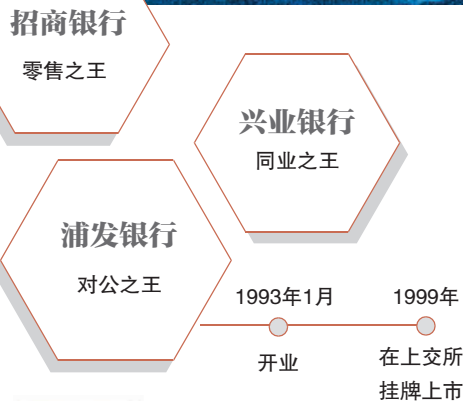 招商银行
零售之王
兴业银行
同业之王
浦发银行
对公之王
1993年1月
开业
1999年
在上交所
挂牌上市